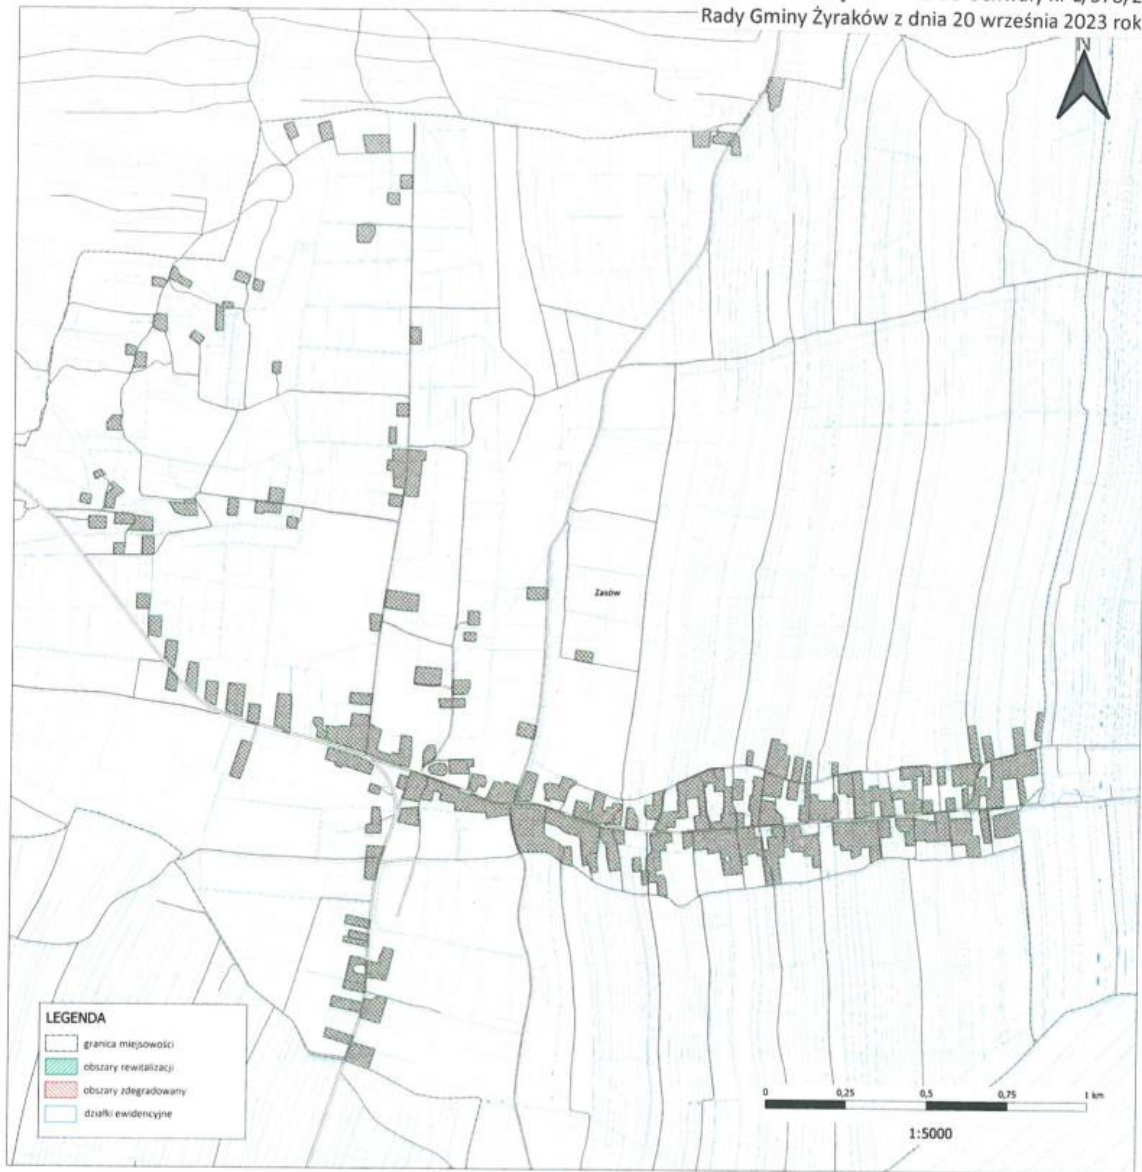 Rady Gminy Żyraków z dnia 20 września 2023 rok
N
Zasów
LEGENDA
granica miejsowości
obszary rewitalizacji
obszary zdegradowany
działki ewidencyjne
0 0,25 0,5 0,75 1 km
1:5000